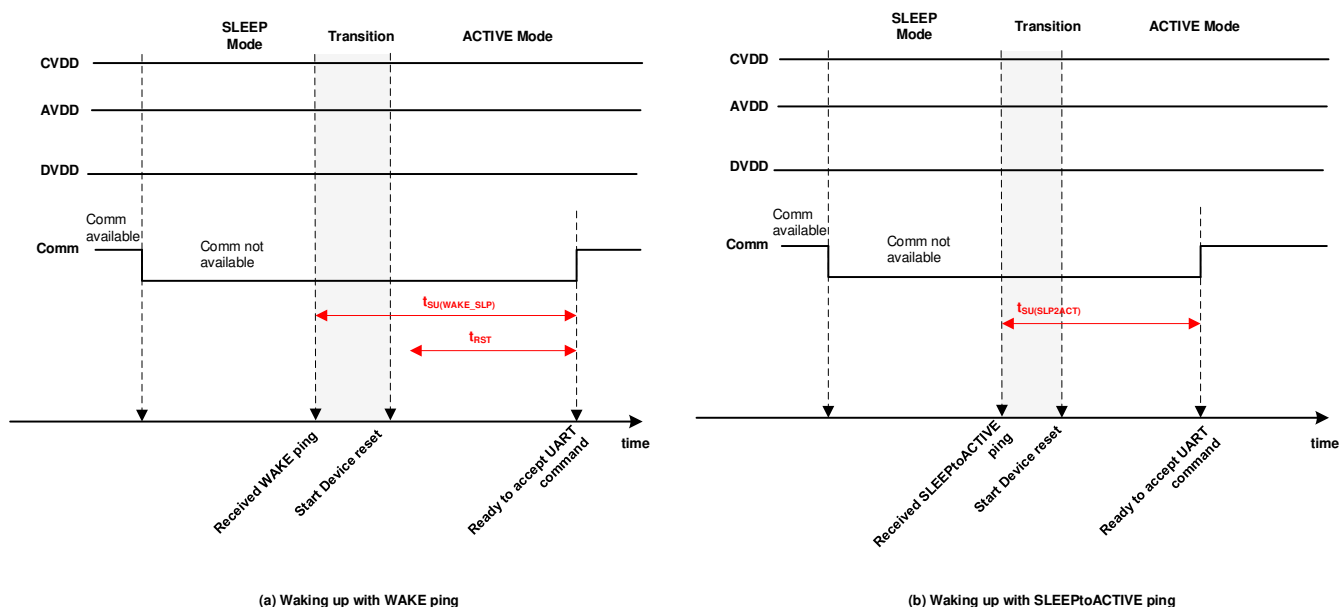 SLEEP
Mode
Transition
ACTIVE Mode
CVDD
AVDD
DVDD
Comm
available
Comm
Comm not
available
tSU(WAKE_SLP)
tRST
time
Received WAKE ping
Start Device reset
Ready to accept UART
command
(a) Waking up with WAKE ping
SLEEP
Mode
Transition
ACTIVE Mode
CVDD
AVDD
DVDD
Comm
available
Comm
Comm not
available
tSU(SLP2ACT)
time
Received SLEEPtoACTIVE
ping
Start Device reset
Ready to accept UART
command
(b) Waking up with SLEEPtoACTIVE ping